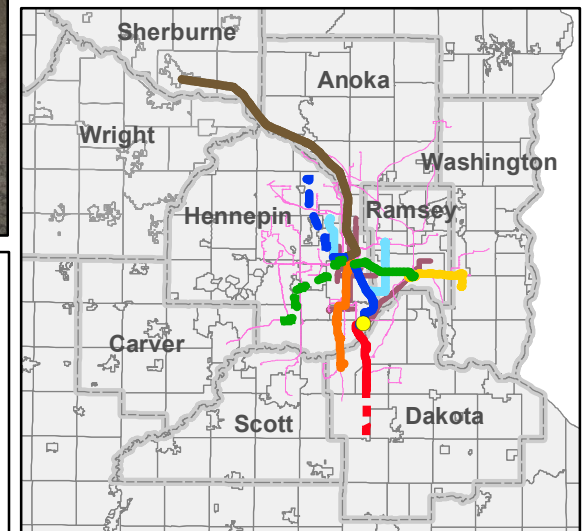 Sherburne
Anoka
Wright
Washington
Hennepin
Ramsey
Carver
Scott
Dakota